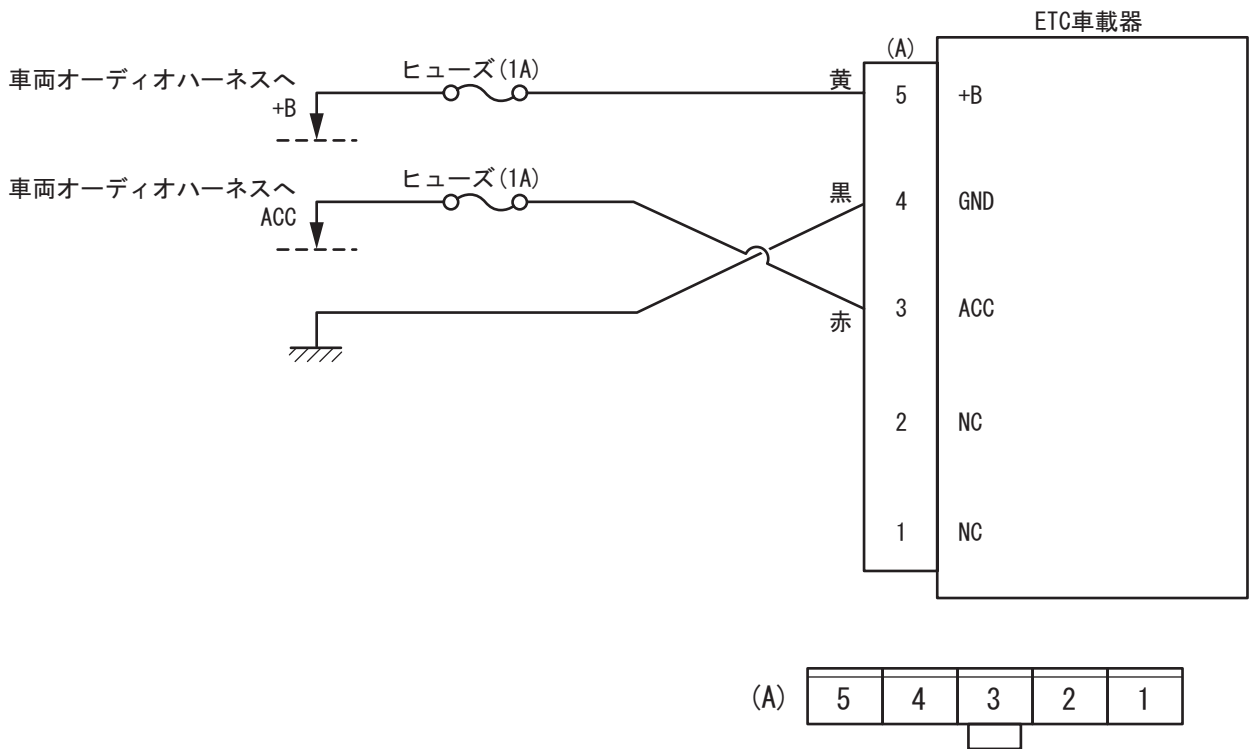 ETC車載器
(A)
車両オーディオハーネスへ
ヒューズ(1A)
黄
5
+B
+B
車両オーディオハーネスへ
ヒューズ(1A)
黒
4
GND
ACC
赤
3
ACC
2
NC
1
NC
(A)
5
4
3
2
1